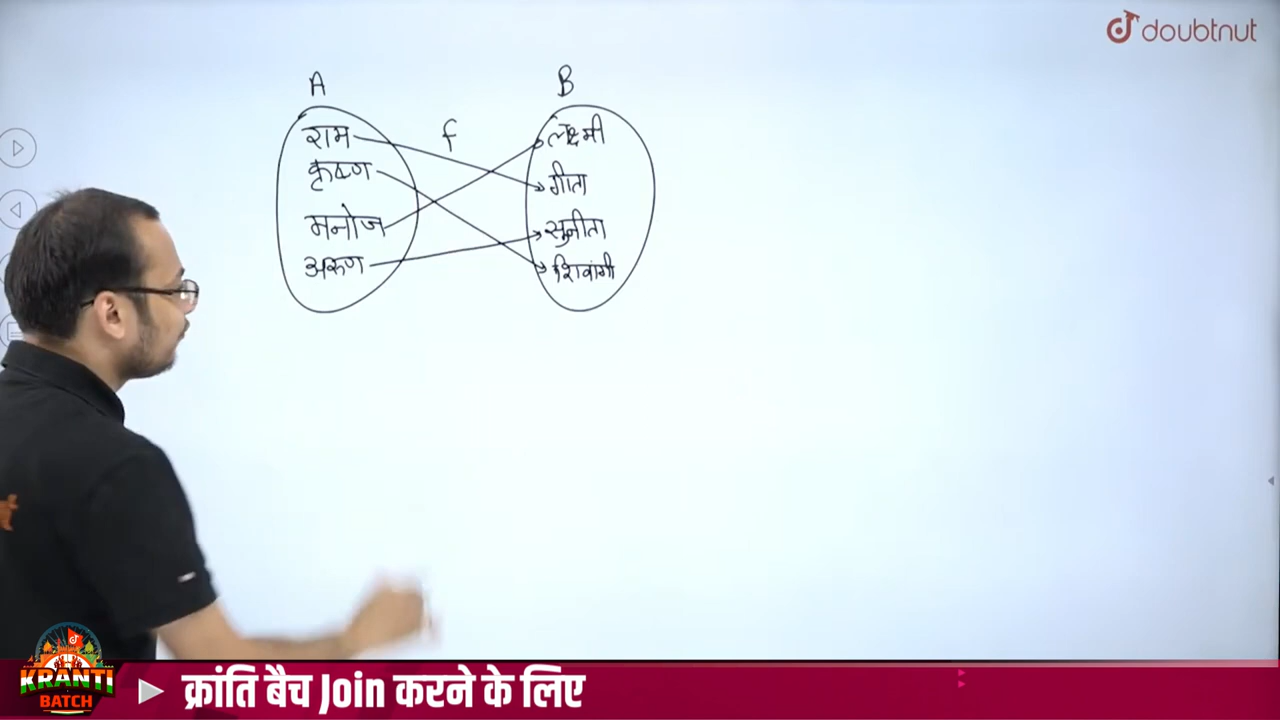 doubtnut
A B
f
राम लक्ष्मी
कृष्ण गीता
मनोज सुनीता
अरुण शिवांगी
KRANTI
BATCH
क्रांति बैच Join करने के लिए